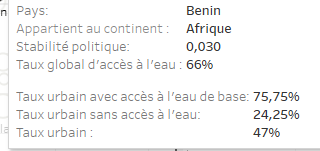 Pays: Benin
Appartient au continent : Afrique
Stabilité politique: 0,030
Taux global d'accès à l'eau : 66%
Taux urbain avec accès à l'eau de base: 75,75%
Taux urbain sans accès à l'eau: 24,25%
Taux urbain : 47%